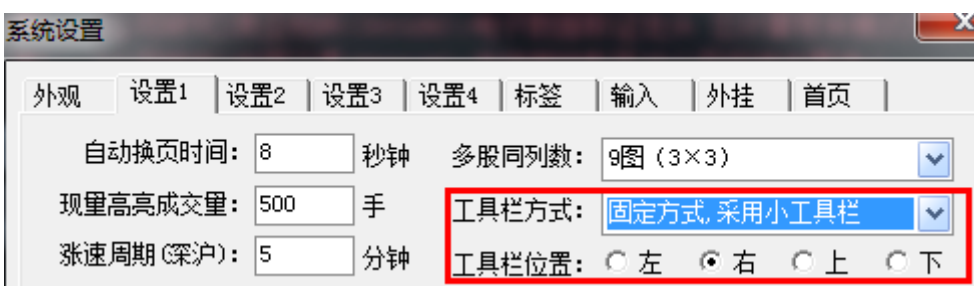 系统设置
外观 设置1 设置2 设置3 设置4 标签 输入 外挂 首页
自动换页时间: 8 秒钟 多股同列数: 9图 (3×3)
现量高亮成交量: 500 手 工具栏方式: 固定方式,采用小工具栏
涨速周期(深沪): 5 分钟 工具栏位置: 左 右 上 下